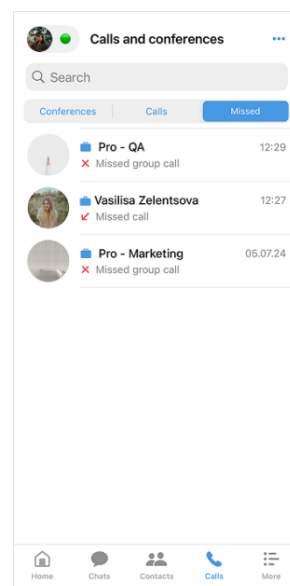 Calls and conferences
Search
Conferences Calls Missed
Pro - QA 12:29
Missed group call
Vasilisa Zelentsova 12:27
Missed call
Pro - Marketing 05.07.24
Missed group call
Home Chats Contacts Calls More